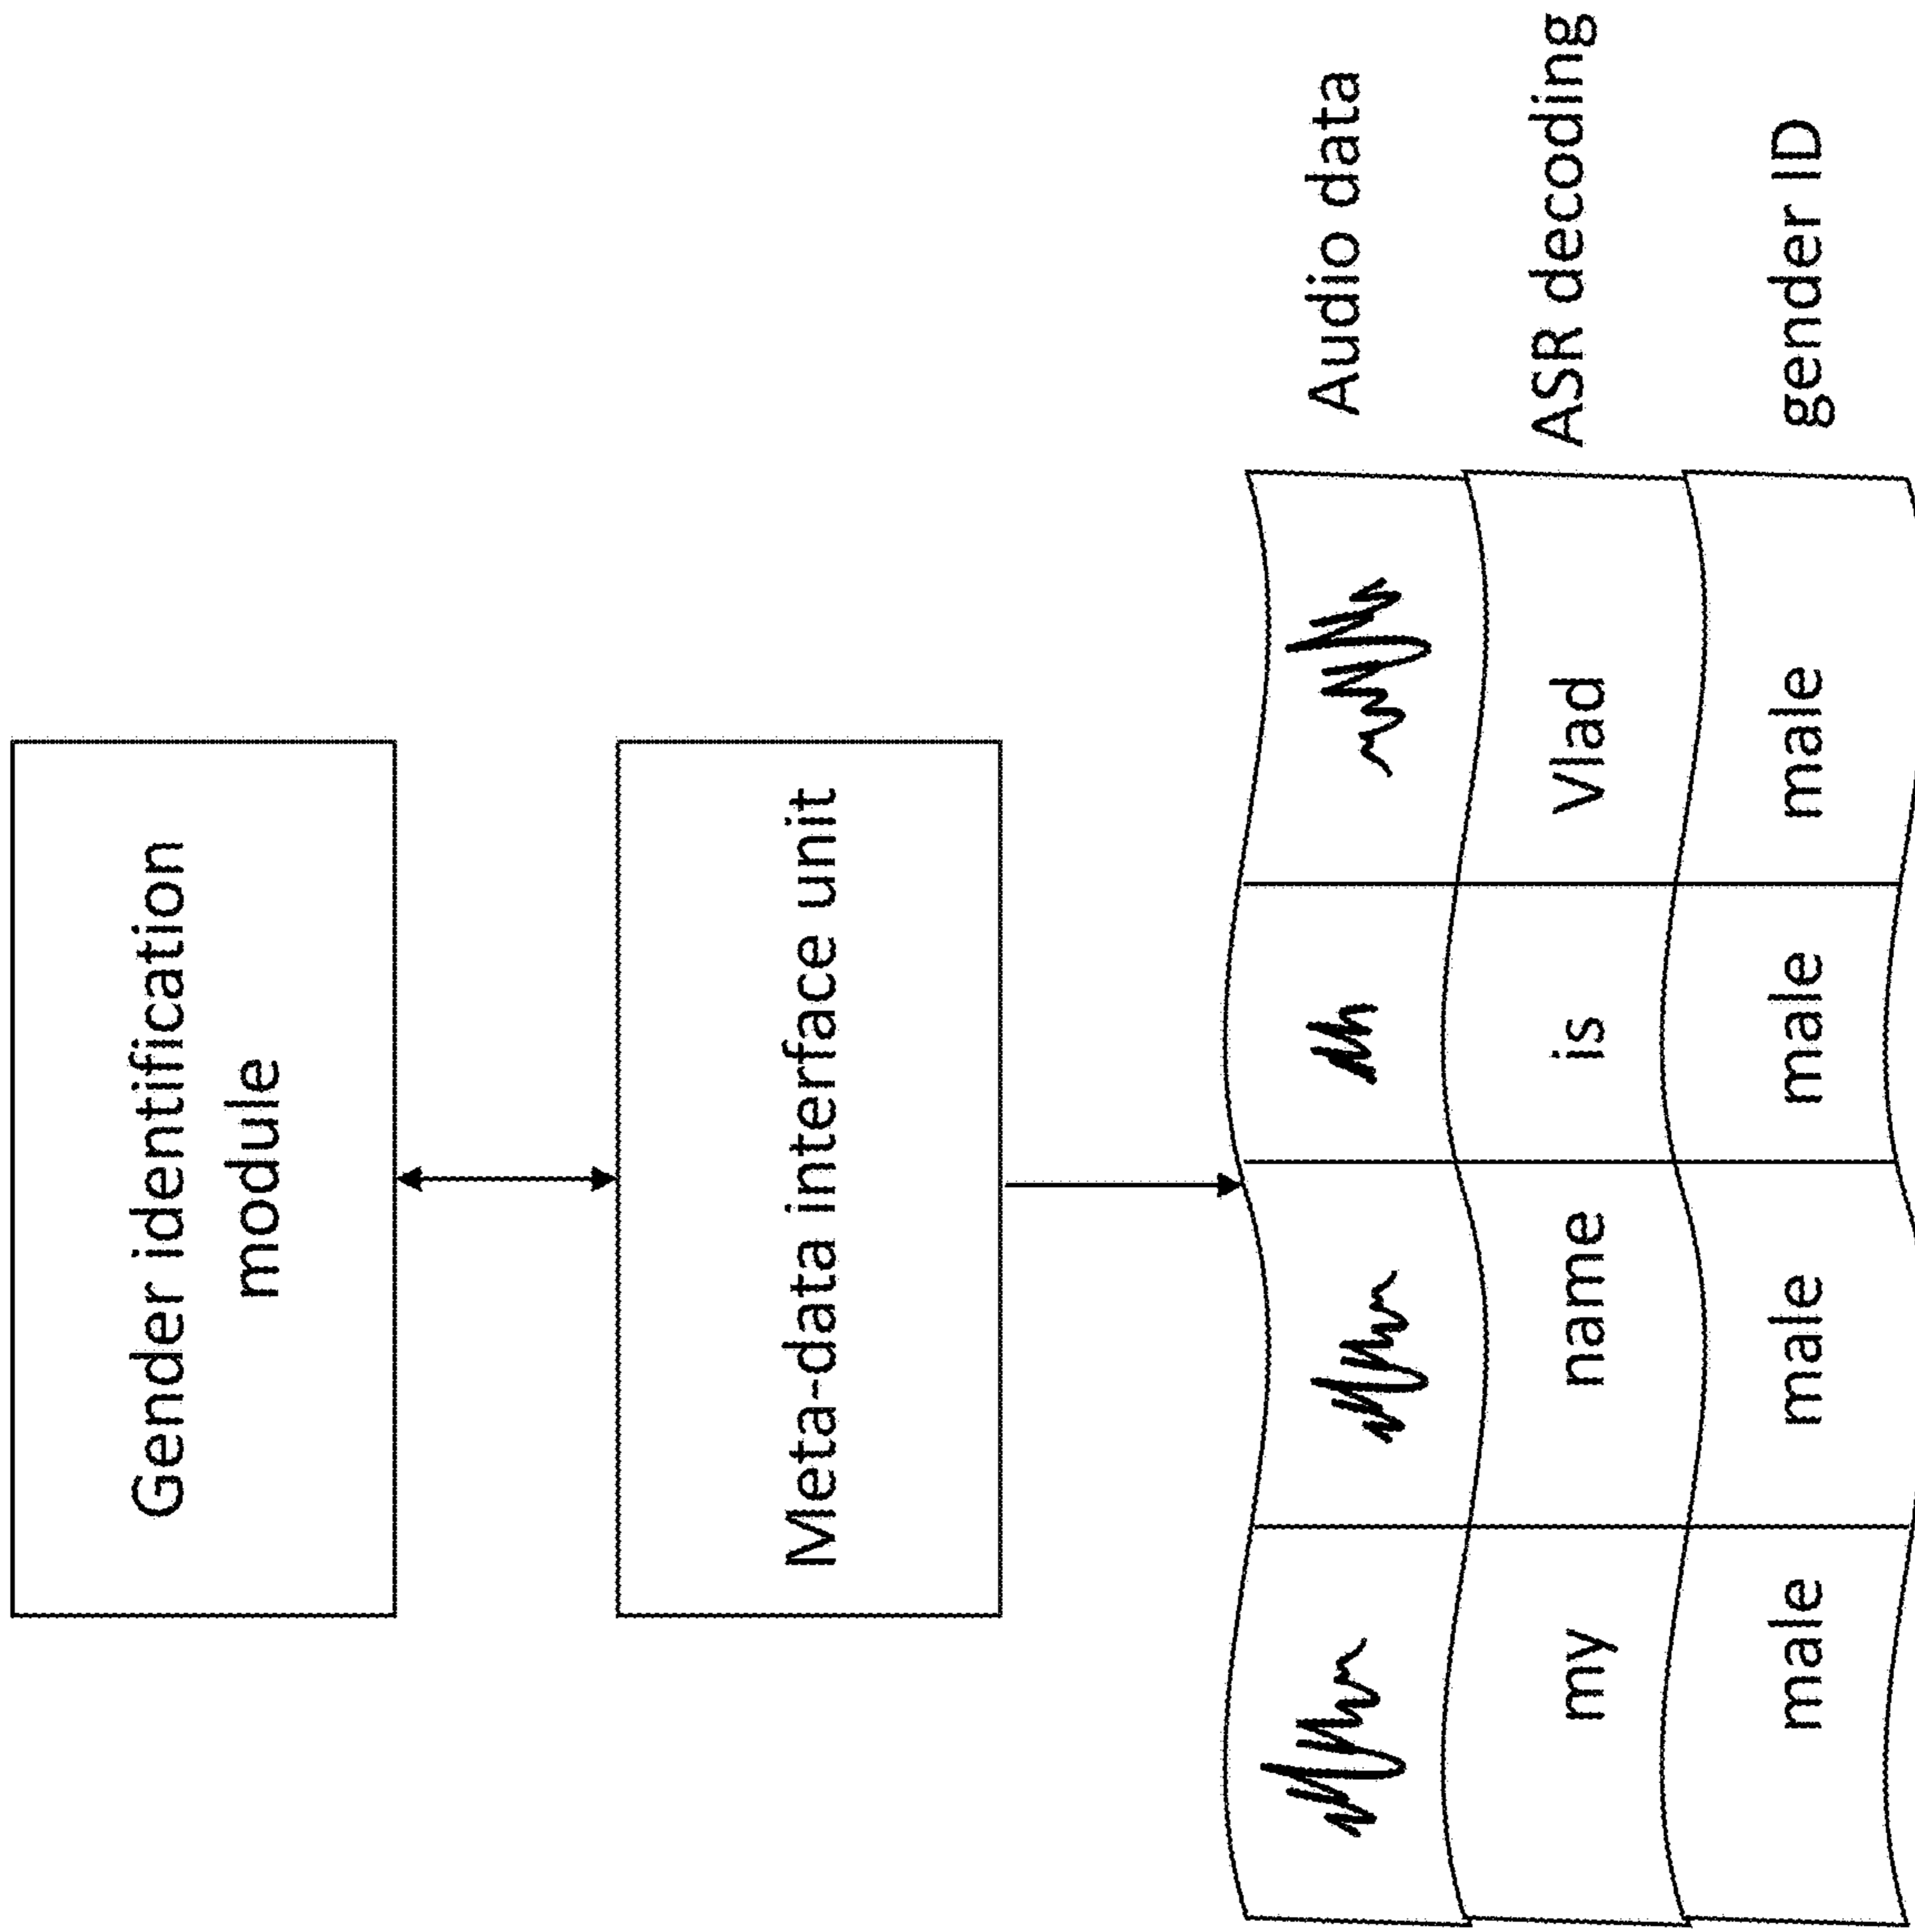 Gender identification
module
Meta-data interface unit
Audio data
my name is Vlad ASR decoding
male male male male gender ID